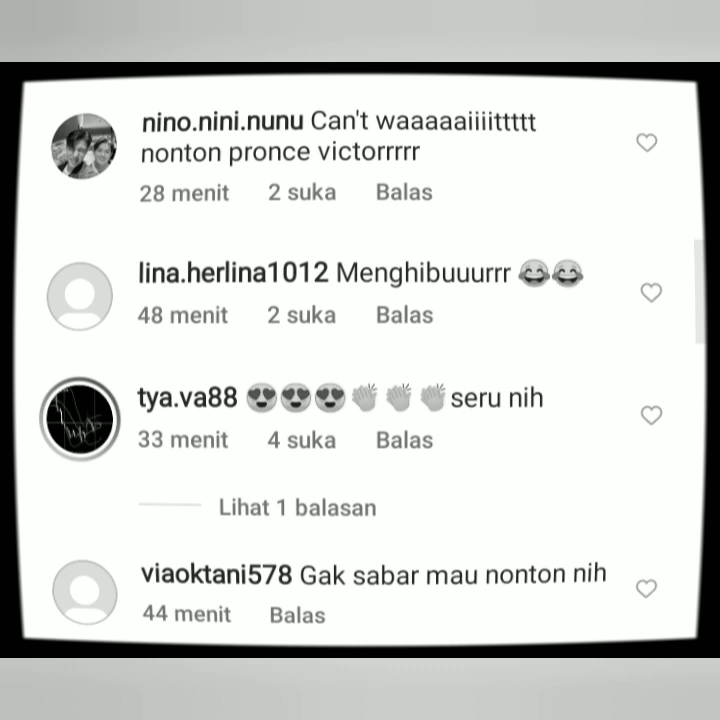 nino.nini.nunu Can't waaaaaiiiittttt
nonton pronce victorrrrr
28 menit 2 suka Balas
lina.herlina1012 Menghibuuurrr 😂😂
48 menit 2 suka Balas
tya.va88 😍😍😍👏👏👏seru nih
33 menit 4 suka Balas
Lihat 1 balasan
viaoktani578 Gak sabar mau nonton nih
44 menit Balas